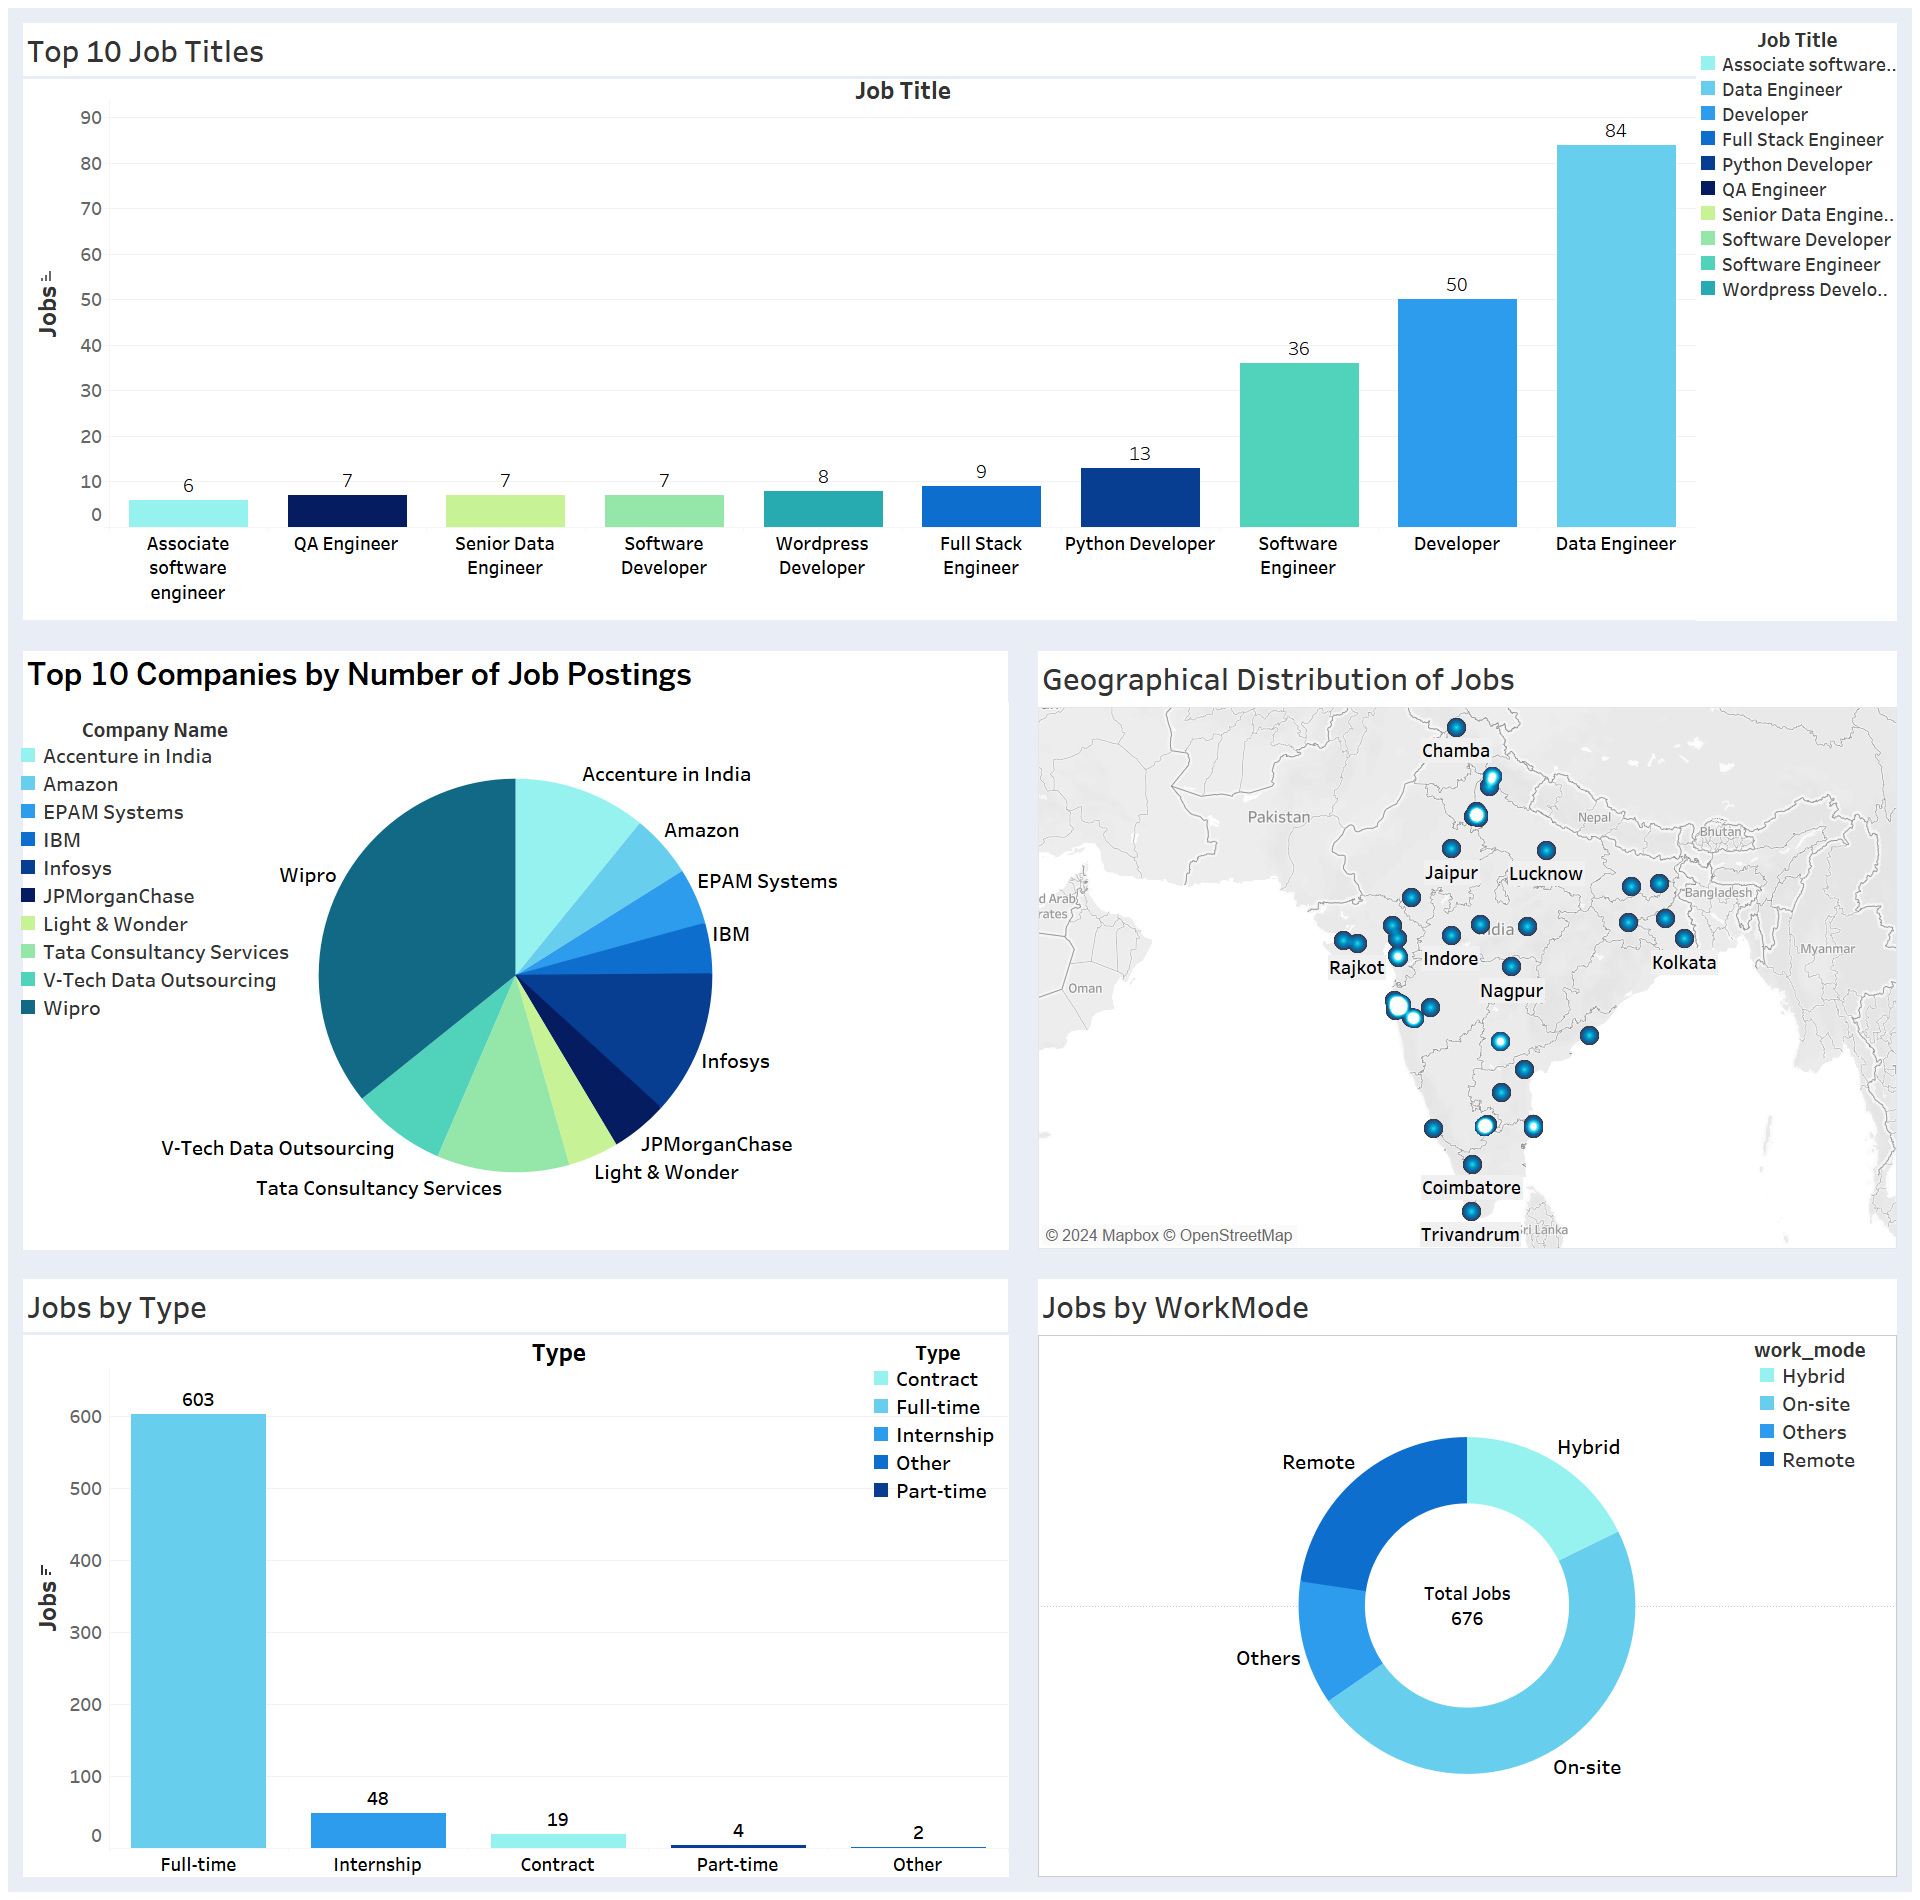 Top 10 Job Titles
Job Title
Job Title
Associate software..
Data Engineer
Developer
Full Stack Engineer
Python Developer
QA Engineer
Senior Data Engine..
Software Developer
Software Engineer
Wordpress Develo..
Jobs
90
80
70
60
50
40
30
20
10
0
6
7
7
7
8
9
13
36
50
84
Associate
software
engineer
QA Engineer
Senior Data
Engineer
Software
Developer
Wordpress
Developer
Full Stack
Engineer
Python Developer
Software
Engineer
Developer
Data Engineer
Top 10 Companies by Number of Job Postings
Company Name
Accenture in India
Amazon
EPAM Systems
IBM
Infosys
JPMorganChase
Light & Wonder
Tata Consultancy Services
V-Tech Data Outsourcing
Wipro
Accenture in India
Amazon
EPAM Systems
IBM
Infosys
JPMorganChase
Light & Wonder
Tata Consultancy Services
V-Tech Data Outsourcing
Wipro
Geographical Distribution of Jobs
Chamba
Pakistan
Nepal
Bhutan
Jaipur
Lucknow
Bangladesh
d Arab
rates
Rajkot
Indore
ndia
Kolkata
Myanmar
Oman
Nagpur
Coimbatore
Trivandrum
ri Lanka
© 2024 Mapbox © OpenStreetMap
Jobs by Type
Type
Type
Contract
Full-time
Internship
Other
Part-time
Jobs
600
500
400
300
200
100
0
603
48
19
4
2
Full-time
Internship
Contract
Part-time
Other
Jobs by WorkMode
work_mode
Hybrid
On-site
Others
Remote
Remote
Hybrid
Total Jobs
676
Others
On-site